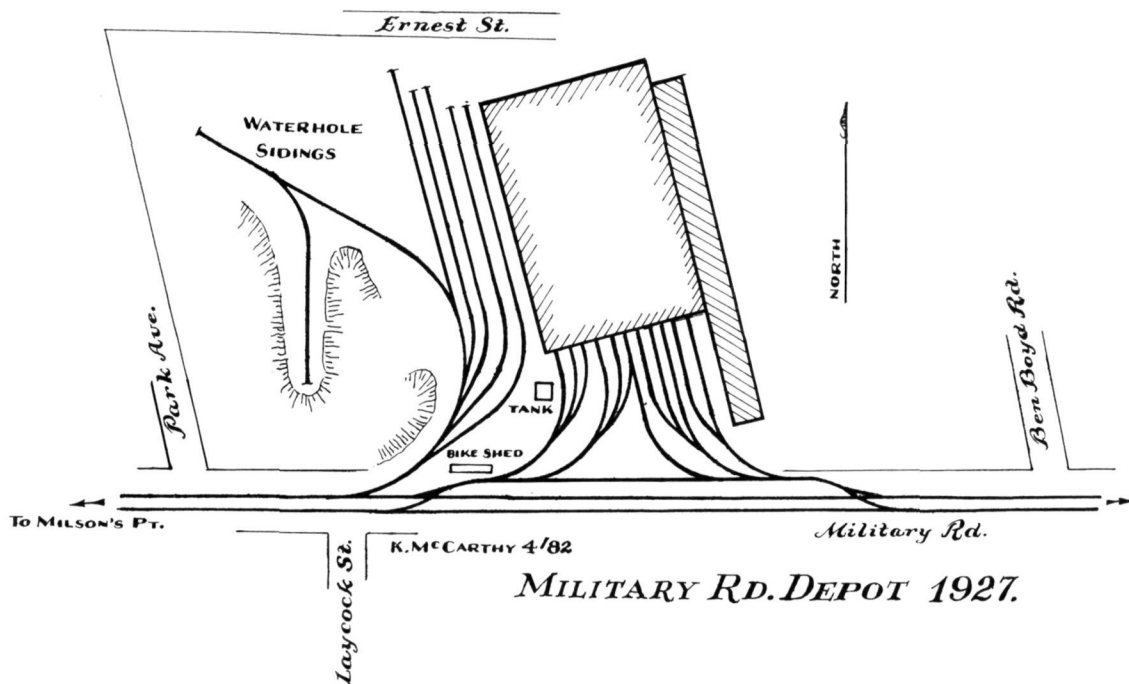 Ernest St.
WATERHOLE
SIDINGS
NORTH
Park Ave.
Ben Boyd Rd.
TANK
BIKE SHED
TO MILSON'S PT.
Military Rd.
Laycock St.
K. McCARTHY 4/82
MILITARY RD. DEPOT 1927.